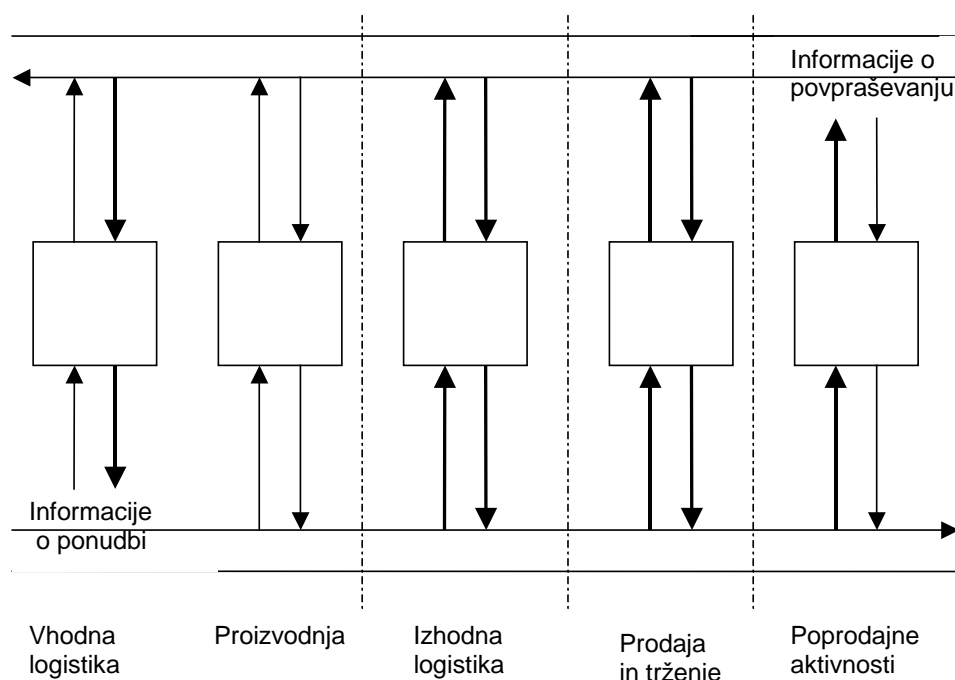 Informacije o
povpraševanju
Informacije
o ponudbi
Vhodna
logistika
Proizvodnja
Izhodna
logistika
Prodaja
in trženje
Poprodajne
aktivnosti